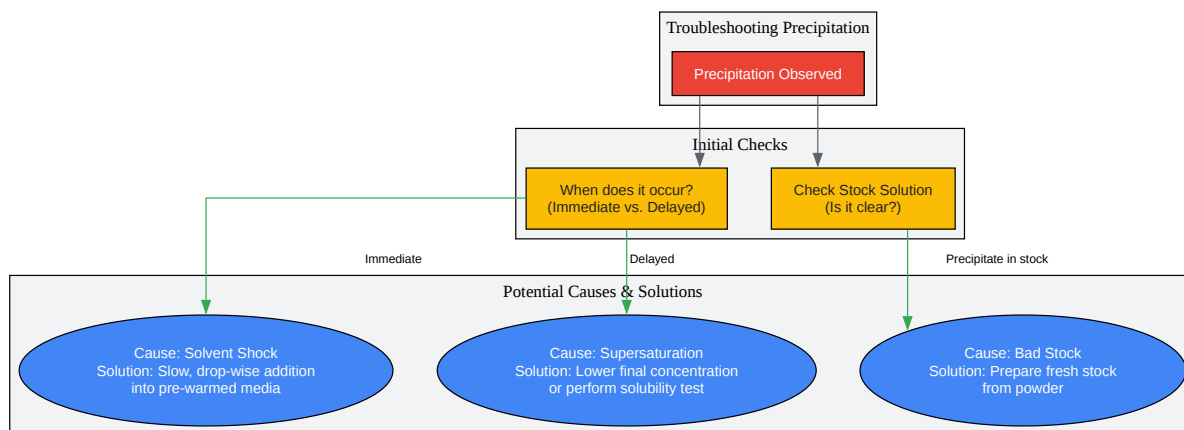 Troubleshooting Precipitation
Precipitation Observed
Initial Checks
When does it occur?
(Immediate vs. Delayed)
Check Stock Solution
(Is it clear?)
Immediate
Delayed
Precipitate in stock
Potential Causes & Solutions
Cause: Solvent Shock
Solution: Slow, drop-wise addition
into pre-warmed media
Cause: Supersaturation
Solution: Lower final concentration
or perform solubility test
Cause: Bad Stock
Solution: Prepare fresh stock
from powder